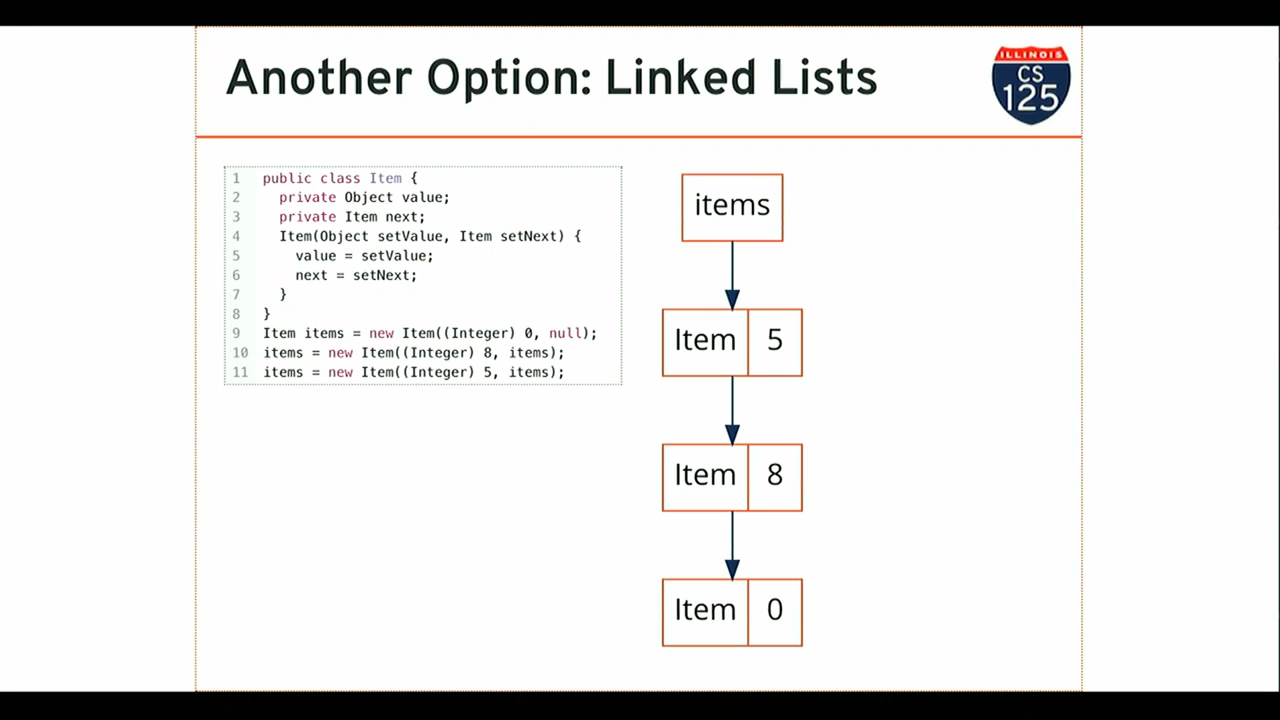 Another Option: Linked Lists
ILLINOIS
CS
125
1 public class Item {
2 private Object value;
3 private Item next;
4 Item(Object setValue, Item setNext) {
5 value = setValue;
6 next = setNext;
7 }
8 }
9 Item items = new Item((Integer) 0, null);
10 items = new Item((Integer) 8, items);
11 items = new Item((Integer) 5, items);
items
Item 5
Item 8
Item 0